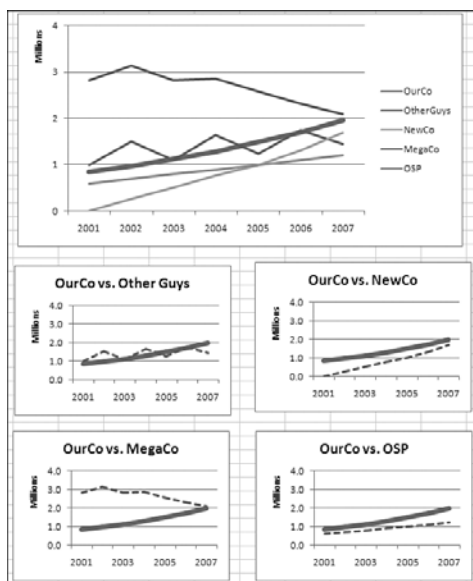 Millions
4
3
2
1
0
2001 2002 2003 2004 2005 2006 2007
OurCo
OtherGuys
NewCo
MegaCo
OSP
OurCo vs. Other Guys
Millions
4.0
3.0
2.0
1.0
0.0
2001 2003 2005 2007
OurCo vs. NewCo
Millions
4.0
3.0
2.0
1.0
0.0
2001 2003 2005 2007
OurCo vs. MegaCo
Millions
4.0
3.0
2.0
1.0
0.0
2001 2003 2005 2007
OurCo vs. OSP
Millions
4.0
3.0
2.0
1.0
0.0
2001 2003 2005 2007